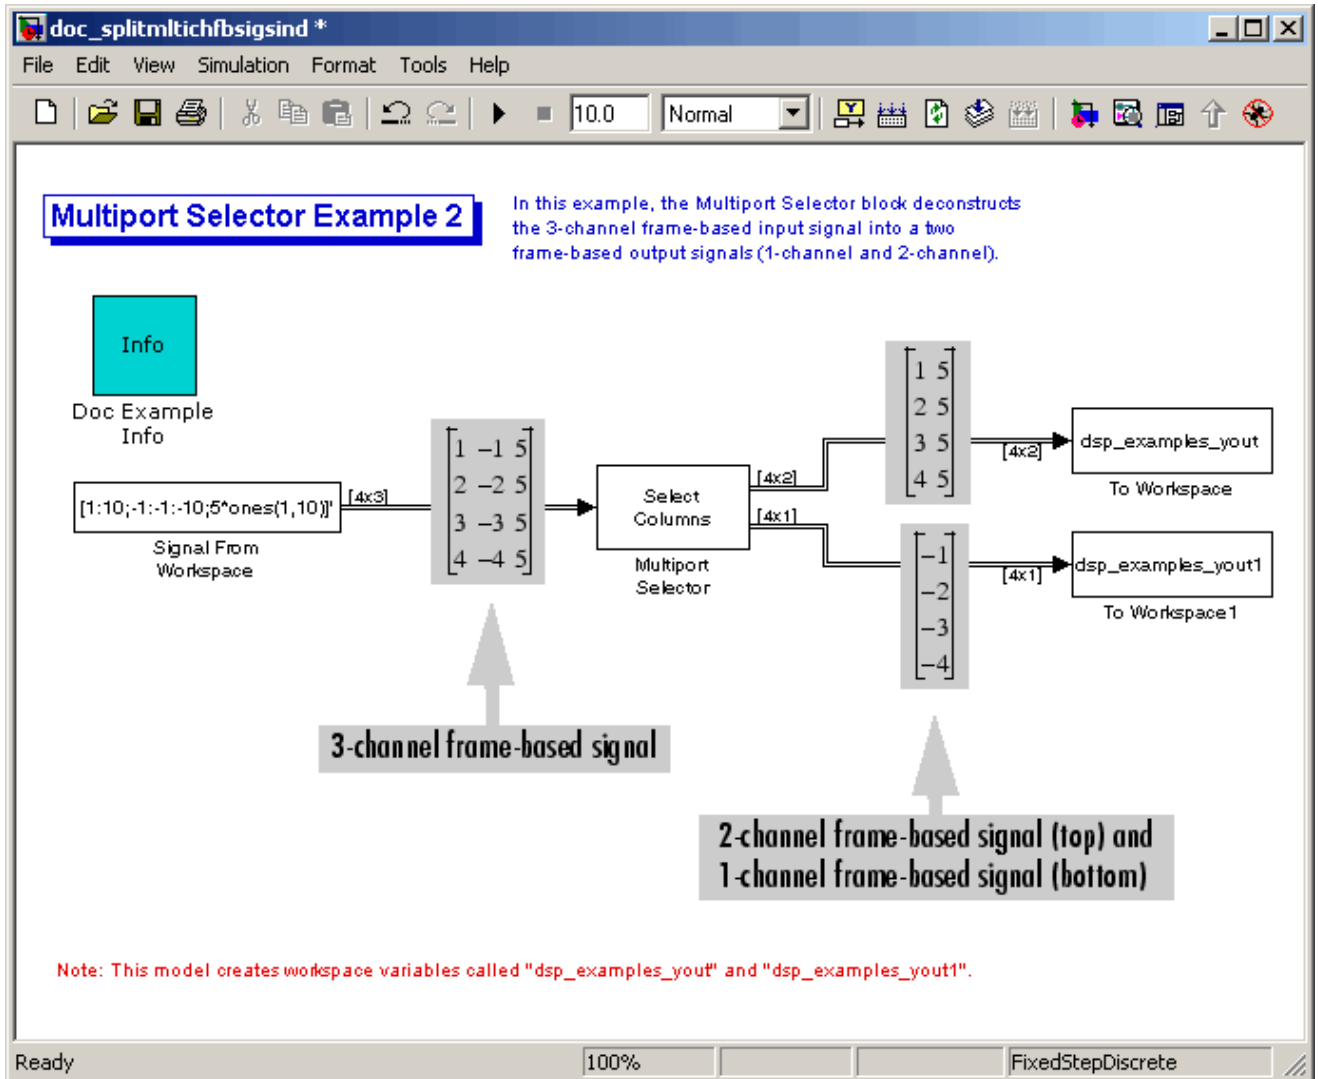 doc_splitmltichfbsigsind *
File Edit View Simulation Format Tools Help
10.0 Normal
Multiport Selector Example 2
In this example, the Multiport Selector block deconstructs
the 3-channel frame-based input signal into a two
frame-based output signals (1-channel and 2-channel).
Info
Doc Example
Info
[1:10;-1:-1:-10;5*ones(1,10)]'
Signal From
Workspace
[4x3]
1 −1 5
2 −2 5
3 −3 5
4 −4 5
Select
Columns
Multiport
Selector
[4x2]
[4x1]
1 5
2 5
3 5
4 5
[4x2]
dsp_examples_yout
To Workspace
−1
−2
−3
−4
[4x1]
dsp_examples_yout1
To Workspace1
3-channel frame-based signal
2-channel frame-based signal (top) and
1-channel frame-based signal (bottom)
Note: This model creates workspace variables called "dsp_examples_yout" and "dsp_examples_yout1".
Ready 100% FixedStepDiscrete